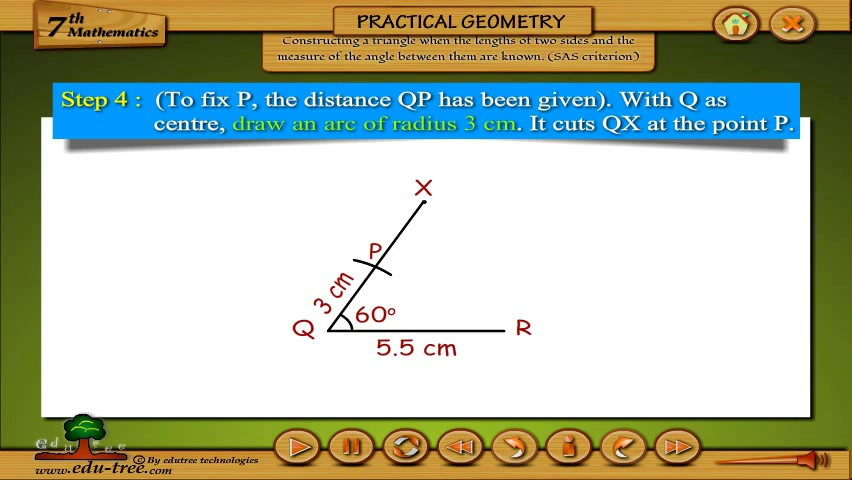 7th
Mathematics
PRACTICAL GEOMETRY
Constructing a triangle when the lengths of two sides and the
measure of the angle between them are known. (SAS criterion)
Step 4 : (To fix P, the distance QP has been given). With Q as
centre, draw an arc of radius 3 cm. It cuts QX at the point P.
X
P
3 cm
60°
Q
R
5.5 cm
edutree
© By edutree technologies
www.edu-tree.com